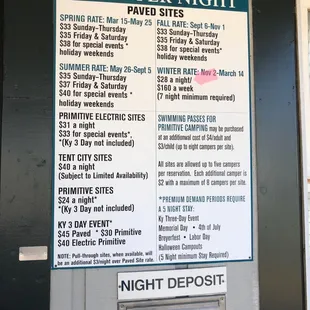 NIGHT
PAVED SITES
SPRING RATE: Mar 15-May 25
$33 Sunday-Thursday
$35 Friday & Saturday
$38 for special events *
holiday weekends
FALL RATE: Sept 6-Nov 1
$33 Sunday-Thursday
$35 Friday & Saturday
$38 for special events*
holiday weekends
SUMMER RATE: May 26-Sept 5
$35 Sunday-Thursday
$37 Friday & Saturday
$40 for special events *
holiday weekends
WINTER RATE: Nov 2-March 14
$28 a night/
$160 a week
(7 night minimum required)
PRIMITIVE ELECTRIC SITES
$31 a night
$33 for special events*.
*(Ky 3 Day not included)
TENT CITY SITES
$40 a night
(Subject to Limited Availability)
PRIMITIVE SITES
$24 a night*
*(Ky 3 Day not included)
KY 3 DAY EVENT*
$45 Paved * $30 Primitive
$40 Electric Primitive
NOTE: Pull-through sites, when available, will
be an additional $3/night over Paved Site rate.
SWIMMING PASSES FOR
PRIMITIVE CAMPING may be purchased
at an additional cost of $4/adult and
$3/child (up to eight campers per site).
All sites are allowed up to five campers
per reservation. Each additional camper is
$2 with a maximum of 8 campers per site.
*PREMIUM DEMAND PERIODS REQUIRE
A 5 NIGHT STAY:
Ky Three-Day Event
Memorial Day • 4th of July
Breyerfest • Labor Day
Halloween Campouts
(5 Night minimum Stay Required)
-NIGHT DEPOSIT-